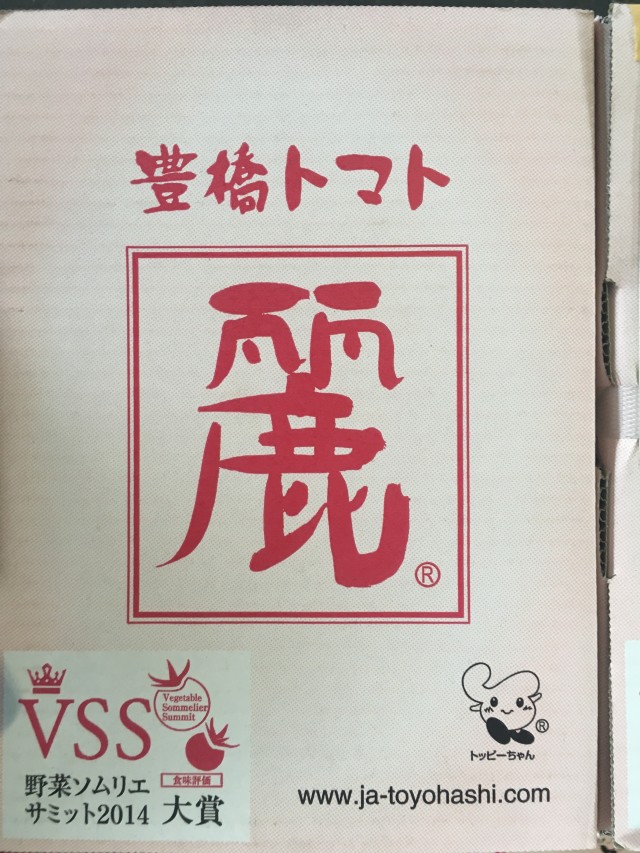 豊橋トマト
麗®
VSS
Vegetable
Sommelier
Summit
野菜ソムリエ
サミット2014
食味評価
大賞
®
トッピーちゃん
www.ja-toyohashi.com